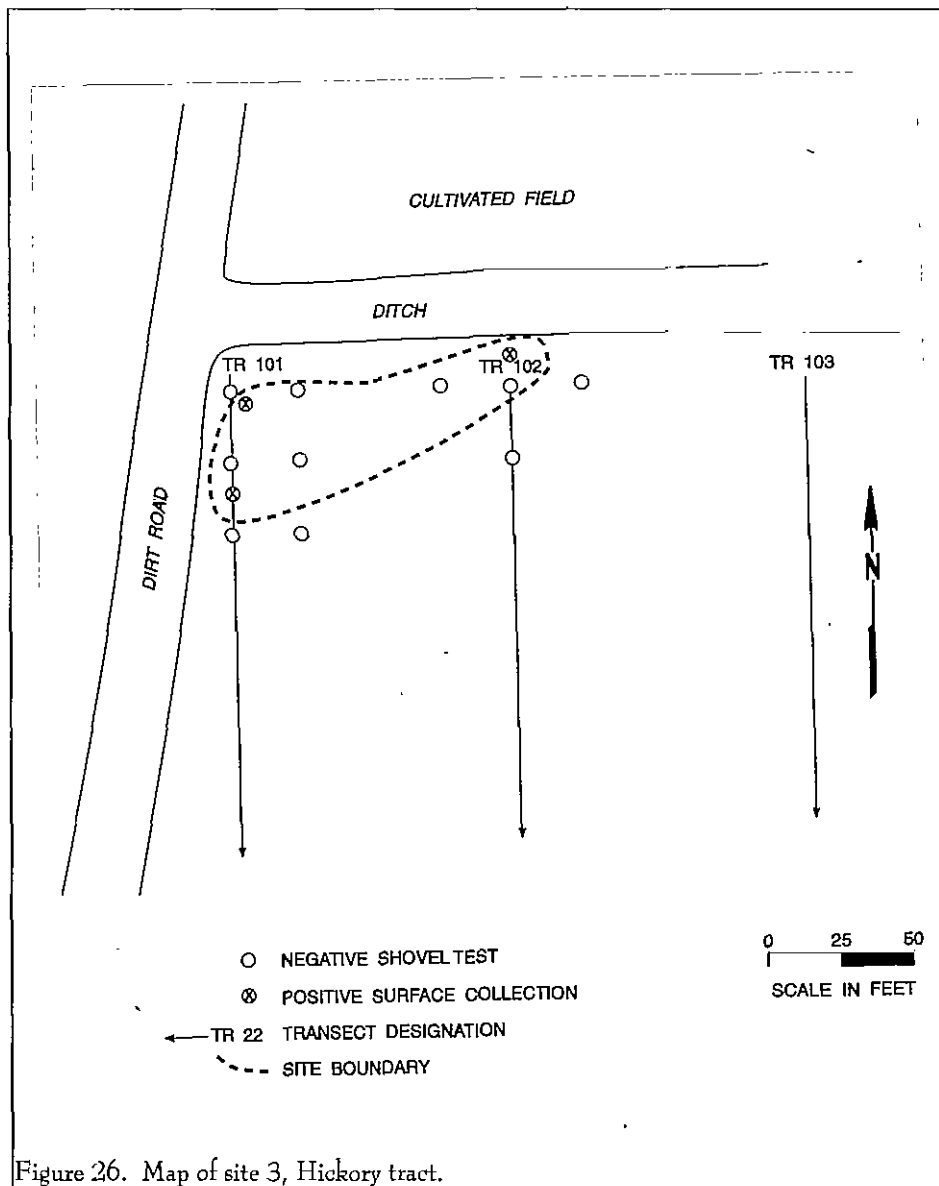 CULTIVATED FIELD
DITCH
TR 101
TR 102
TR 103
DIRT ROAD
N
NEGATIVE SHOVEL TEST
POSITIVE SURFACE COLLECTION
TR 22 TRANSECT DESIGNATION
SITE BOUNDARY
0 25 50
SCALE IN FEET
Figure 26. Map of site 3, Hickory tract.